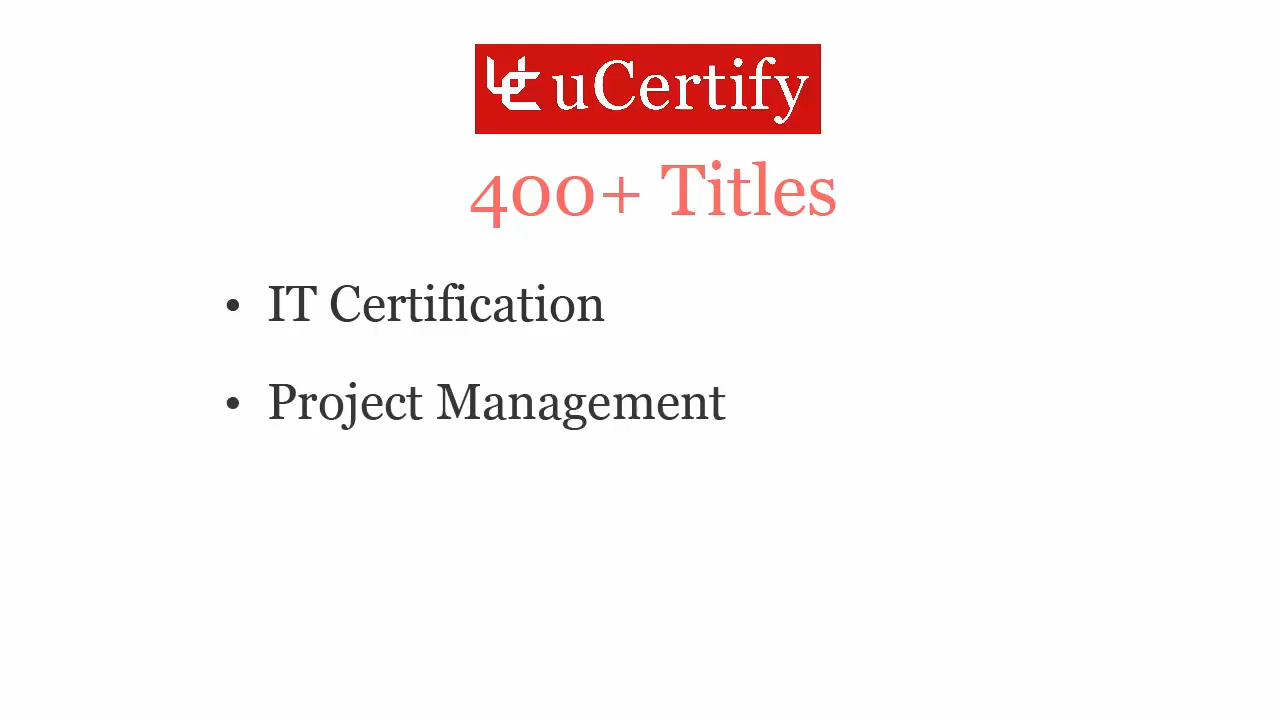 uCertify
400+ Titles
• IT Certification
• Project Management